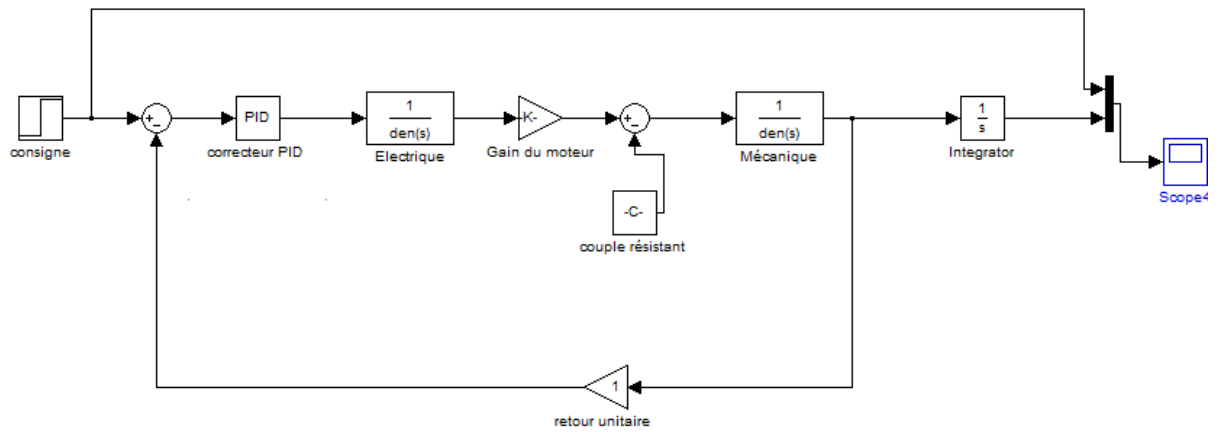 consigne
+
−
PID
correcteur PID
1
den(s)
Electrique
K-
Gain du moteur
+
−
-C-
couple résistant
1
den(s)
Mécanique
1
s
Integrator
Scope4
1
retour unitaire